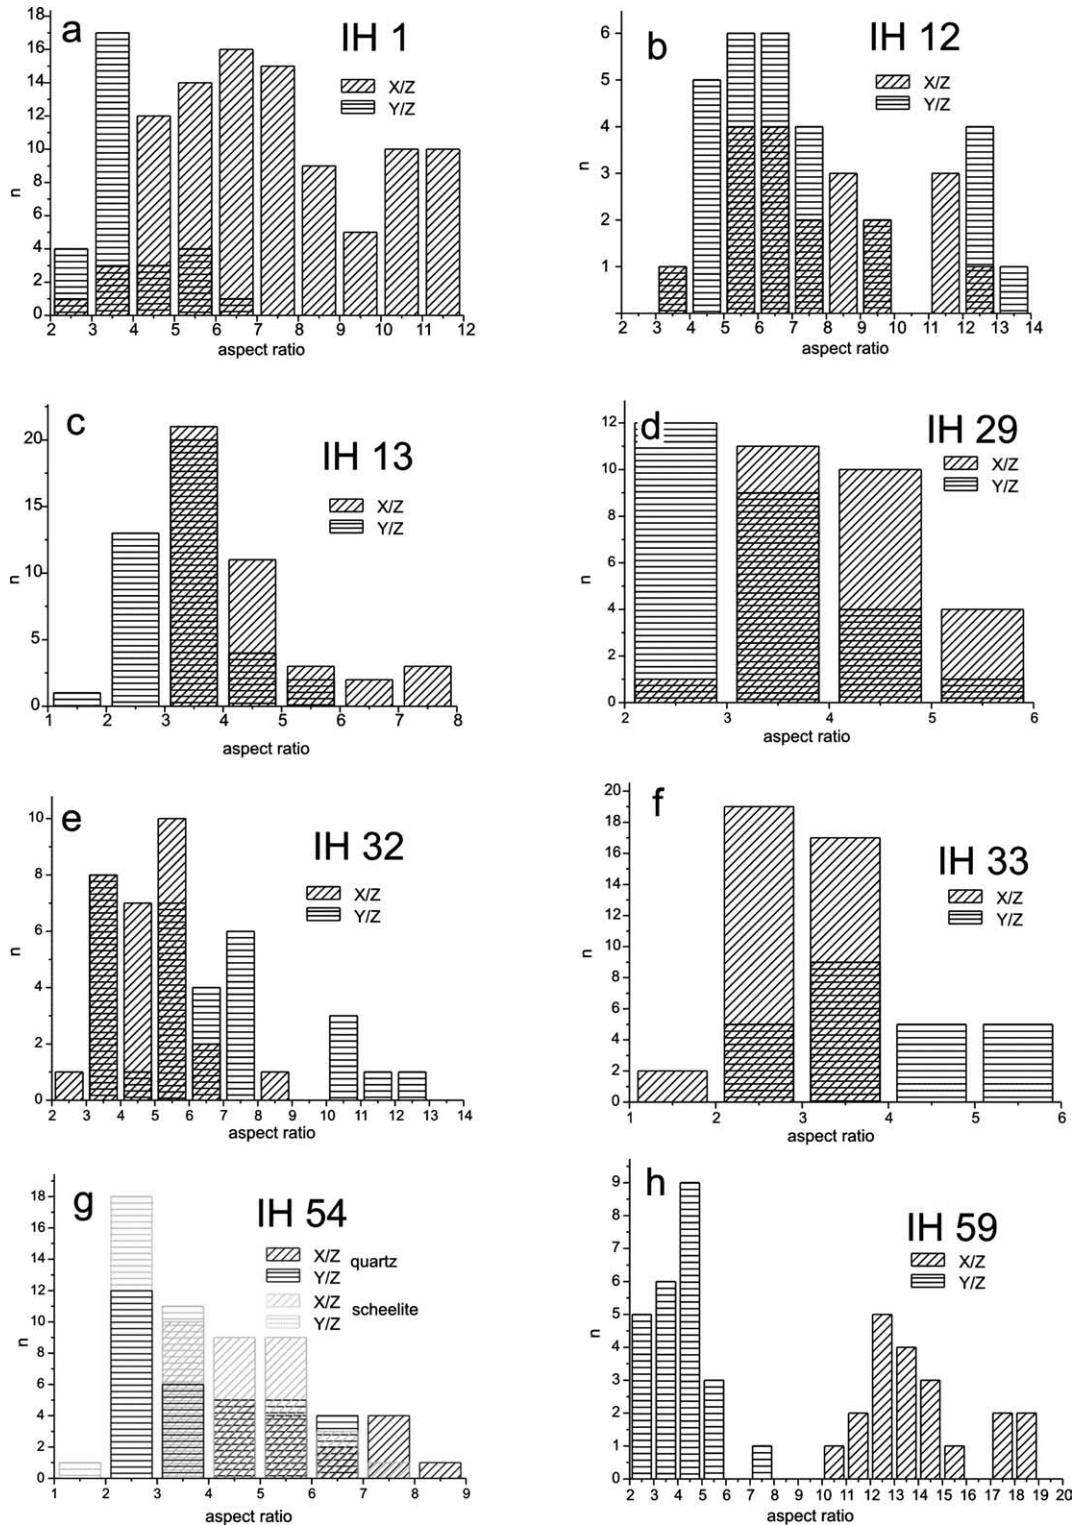 a
IH 1
X/Z
Y/Z
n
18
16
14
12
10
8
6
4
2
0
2 3 4 5 6 7 8 9 10 11 12
aspect ratio
b
IH 12
X/Z
Y/Z
n
6
5
4
3
2
1
2 3 4 5 6 7 8 9 10 11 12 13 14
aspect ratio
c
IH 13
X/Z
Y/Z
n
20
15
10
5
0
1 2 3 4 5 6 7 8
aspect ratio
d
IH 29
X/Z
Y/Z
n
12
10
8
6
4
2
0
2 3 4 5 6
aspect ratio
e
IH 32
X/Z
Y/Z
n
10
8
6
4
2
0
2 3 4 5 6 7 8 9 10 11 12 13 14
aspect ratio
f
IH 33
X/Z
Y/Z
n
20
18
16
14
12
10
8
6
4
2
0
1 2 3 4 5 6
aspect ratio
g
IH 54
X/Z
quartz
Y/Z
X/Z
scheelite
Y/Z
n
18
16
14
12
10
8
6
4
2
0
1 2 3 4 5 6 7 8 9
aspect ratio
h
IH 59
X/Z
Y/Z
n
9
8
7
6
5
4
3
2
1
0
2 3 4 5 6 7 8 9 10 11 12 13 14 15 16 17 18 19 20
aspect ratio